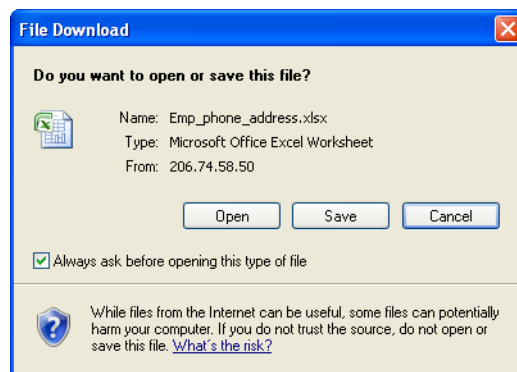 File Download
Do you want to open or save this file?
Name: Emp_phone_address.xlsx
Type: Microsoft Office Excel Worksheet
From: 206.74.58.50
Open Save Cancel
Always ask before opening this type of file
While files from the Internet can be useful, some files can potentially
harm your computer. If you do not trust the source, do not open or
save this file. What's the risk?